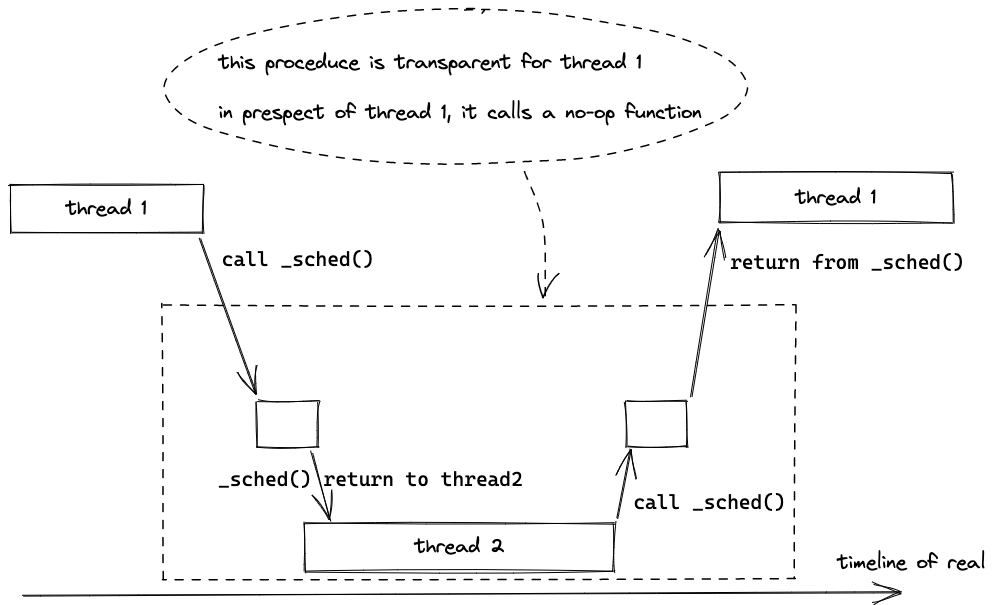 this proceduce is transparent for thread 1
in prespect of thread 1, it calls a no-op function
thread 1
thread 1
call _sched()
return from _sched()
_sched() return to thread2
call _sched()
thread 2
timeline of real